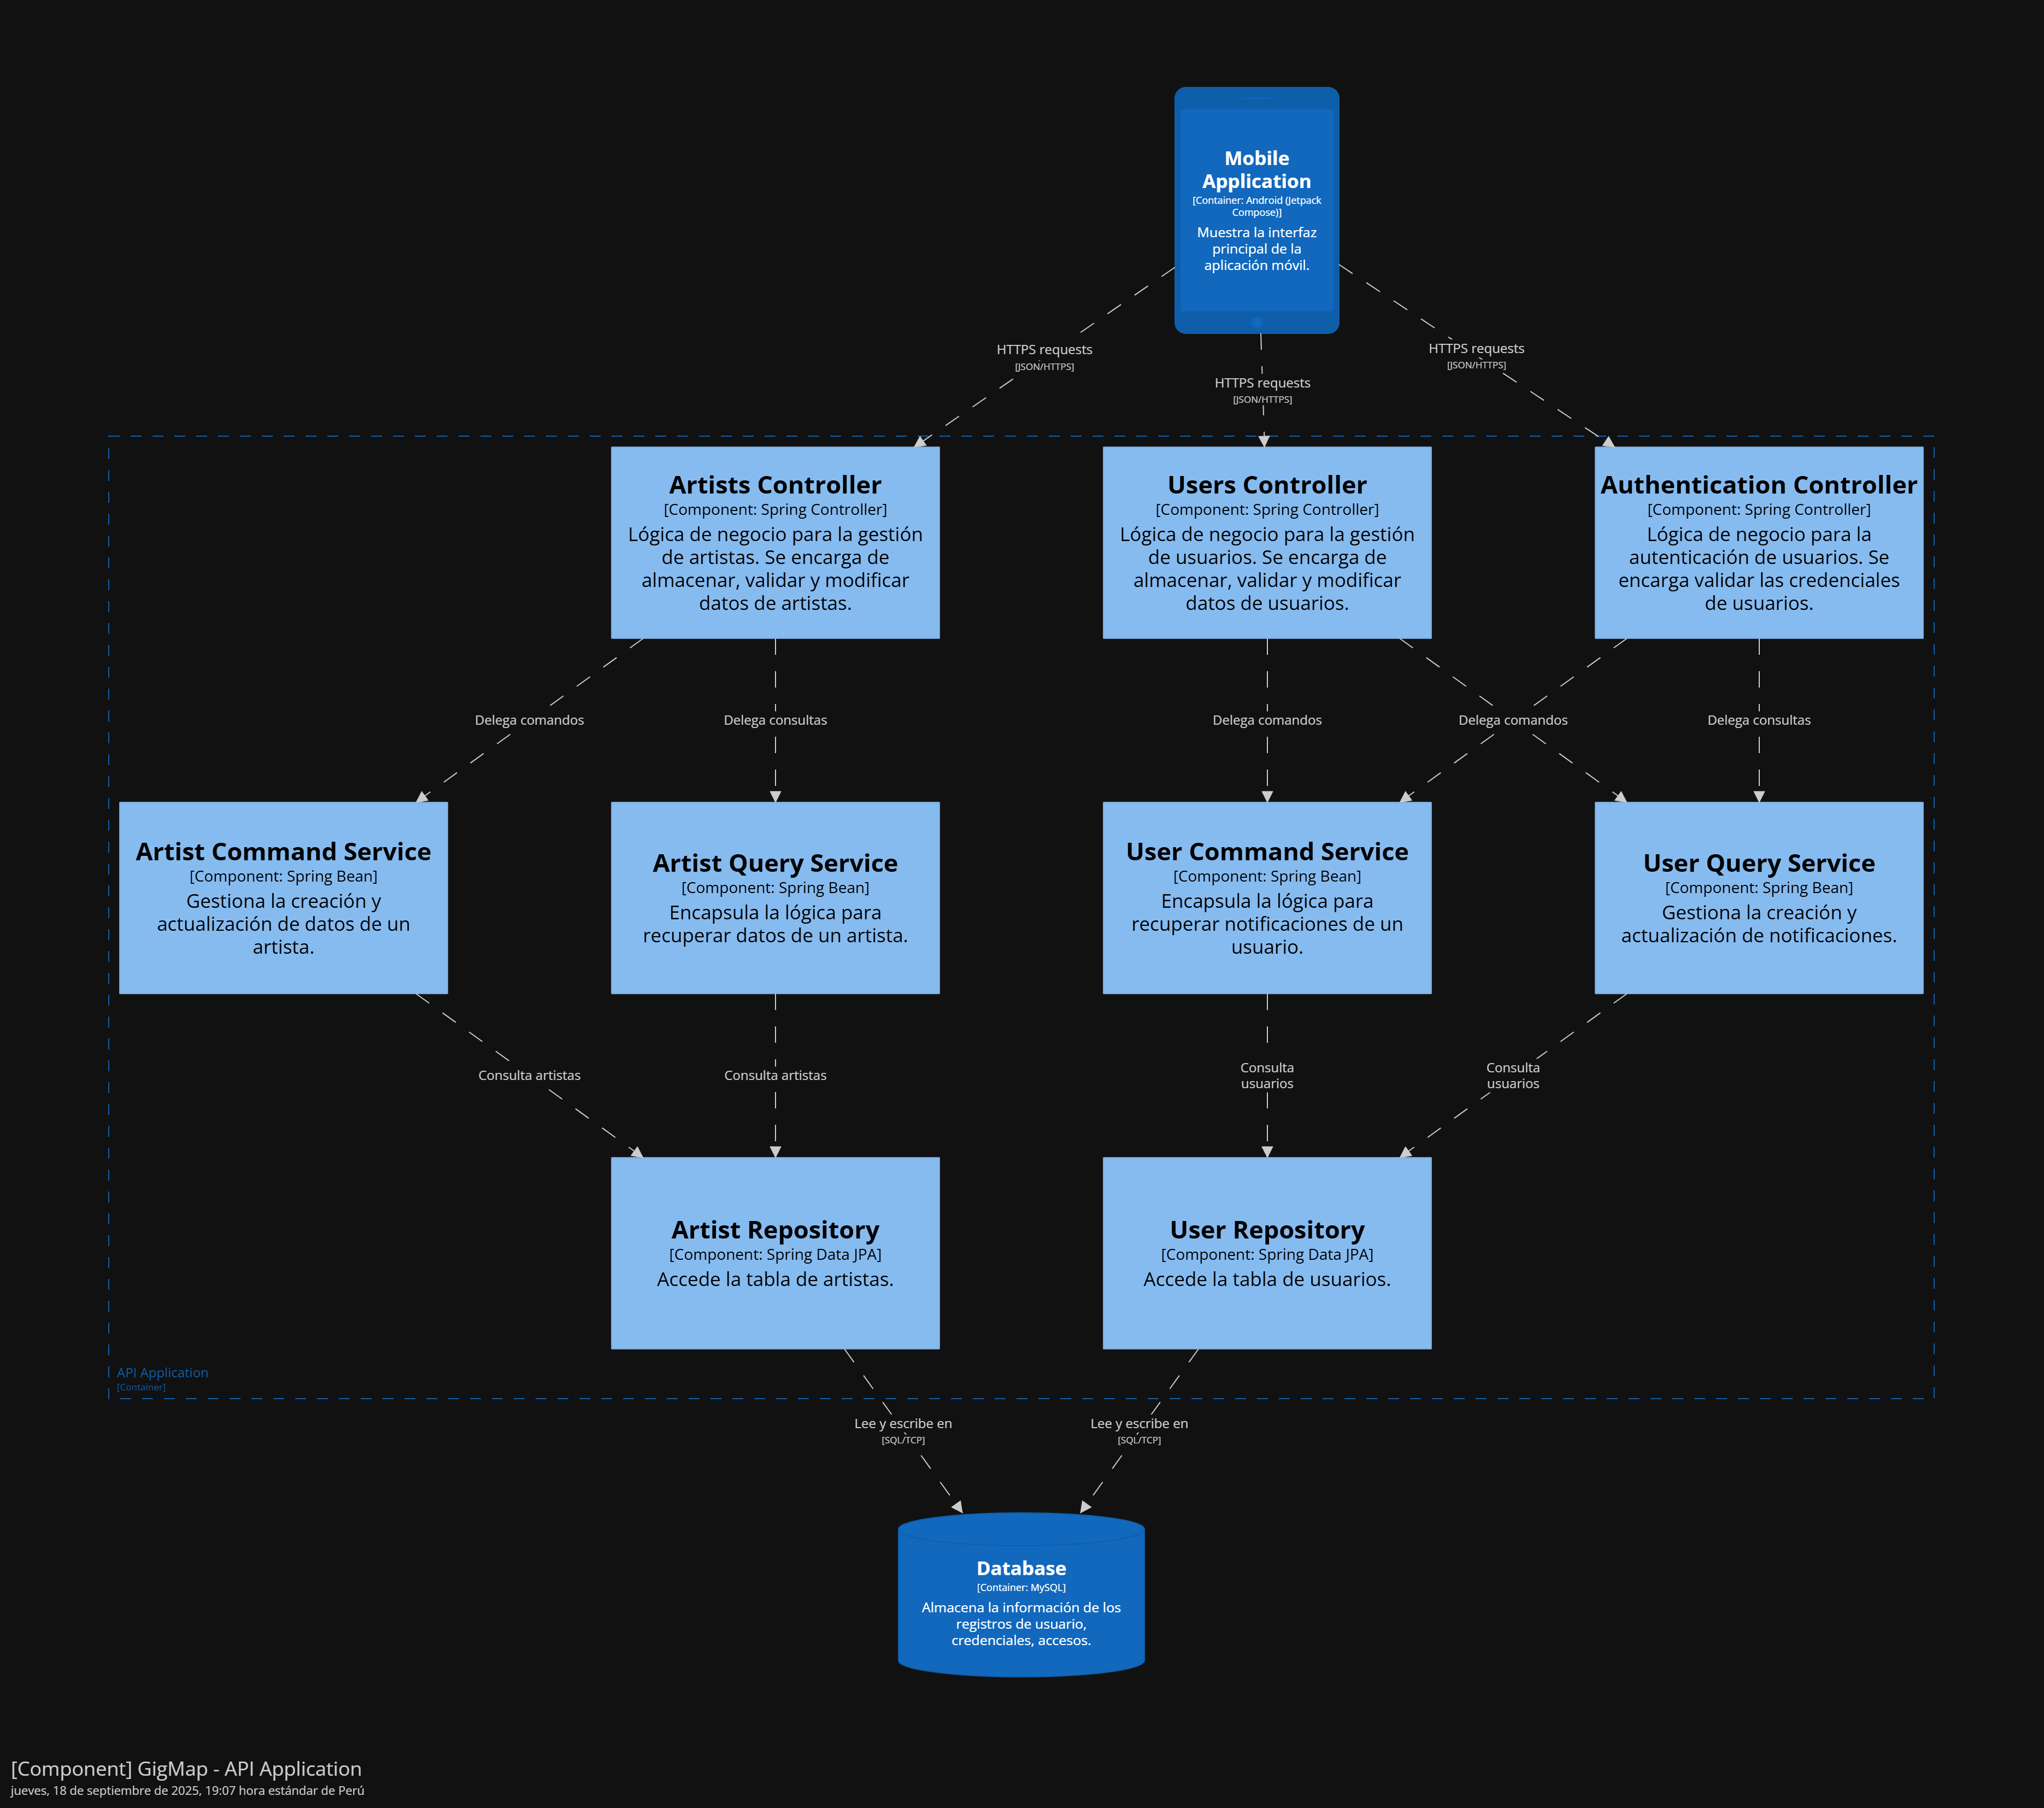 Mobile
Application
[Container: Android (Jetpack
Compose)]
Muestra la interfaz
principal de la
aplicación móvil.
HTTPS requests
[JSON/HTTPS]
HTTPS requests
[JSON/HTTPS]
HTTPS requests
[JSON/HTTPS]
Artists Controller
[Component: Spring Controller]
Lógica de negocio para la gestión
de artistas. Se encarga de
almacenar, validar y modificar
datos de artistas.
Users Controller
[Component: Spring Controller]
Lógica de negocio para la gestión
de usuarios. Se encarga de
almacenar, validar y modificar
datos de usuarios.
Authentication Controller
[Component: Spring Controller]
Lógica de negocio para la
autenticación de usuarios. Se
encarga validar las credenciales
de usuarios.
Delega comandos
Delega consultas
Delega comandos
Delega comandos
Delega consultas
Artist Command Service
[Component: Spring Bean]
Gestiona la creación y
actualización de datos de un
artista.
Artist Query Service
[Component: Spring Bean]
Encapsula la lógica para
recuperar datos de un artista.
User Command Service
[Component: Spring Bean]
Encapsula la lógica para
recuperar notificaciones de un
usuario.
User Query Service
[Component: Spring Bean]
Gestiona la creación y
actualización de notificaciones.
Consulta artistas
Consulta artistas
Consulta
usuarios
Consulta
usuarios
Artist Repository
[Component: Spring Data JPA]
Accede la tabla de artistas.
User Repository
[Component: Spring Data JPA]
Accede la tabla de usuarios.
API Application
[Container]
Lee y escribe en
[SQL/TCP]
Lee y escribe en
[SQL/TCP]
Database
[Container: MySQL]
Almacena la información de los
registros de usuario,
credenciales, accesos.
[Component] GigMap - API Application
jueves, 18 de septiembre de 2025, 19:07 hora estándar de Perú